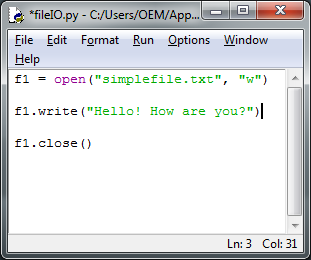 *fileIO.py - C:/Users/OEM/App...
File Edit Format Run Options Window
Help
f1 = open("simplefile.txt", "w")
f1.write("Hello! How are you?")
f1.close()
Ln: 3 Col: 31